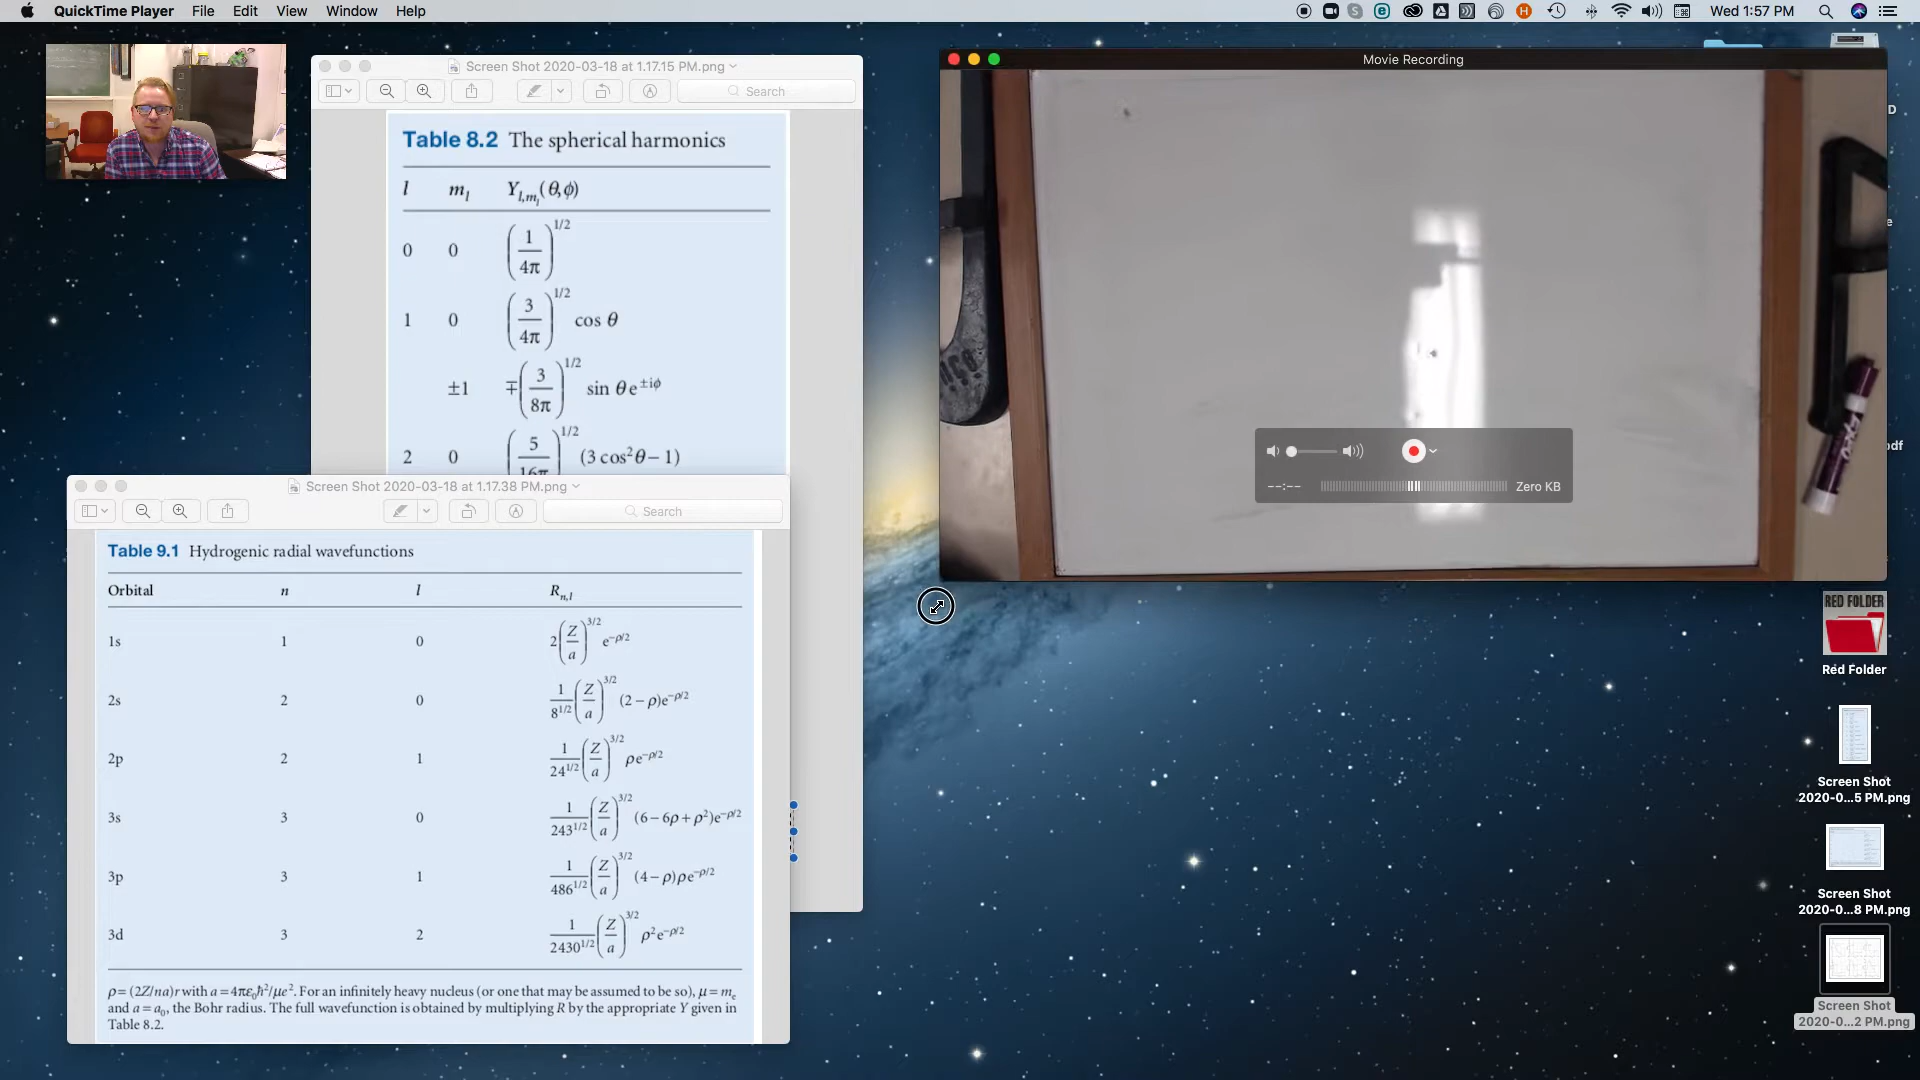 QuickTime Player File Edit View Window Help
Wed 1:57 PM
Screen Shot 2020-03-18 at 1.17.15 PM.png
Search
Table 8.2 The spherical harmonics
l m_l Y_{l,m_l}(θ,ϕ)
0 0 (1/4π)^{1/2}
1 0 (3/4π)^{1/2} cos θ
±1 ∓(3/8π)^{1/2} sin θ e^{±iϕ}
2 0 (5/16π)^{1/2} (3 cos²θ − 1)
Screen Shot 2020-03-18 at 1.17.38 PM.png
Search
Table 9.1 Hydrogenic radial wavefunctions
Orbital n l R_{n,l}
1s 1 0 2(Z/a)^{3/2} e^{−ρ/2}
2s 2 0 1/8^{1/2} (Z/a)^{3/2} (2 − ρ)e^{−ρ/2}
2p 2 1 1/24^{1/2} (Z/a)^{3/2} ρe^{−ρ/2}
3s 3 0 1/243^{1/2} (Z/a)^{3/2} (6 − 6ρ + ρ²)e^{−ρ/2}
3p 3 1 1/486^{1/2} (Z/a)^{3/2} (4 − ρ)ρe^{−ρ/2}
3d 3 2 1/2430^{1/2} (Z/a)^{3/2} ρ²e^{−ρ/2}
ρ = (2Z/na)r with a = 4πε₀ħ²/μe². For an infinitely heavy nucleus (or one that may be assumed to be so), μ = mₑ
and a = a₀, the Bohr radius. The full wavefunction is obtained by multiplying R by the appropriate Y given in
Table 8.2.
Movie Recording
--:-- Zero KB
EXPO
D
e
pdf
RED FOLDER
Red Folder
Screen Shot
2020-0...5 PM.png
Screen Shot
2020-0...8 PM.png
Screen Shot
2020-0...2 PM.png